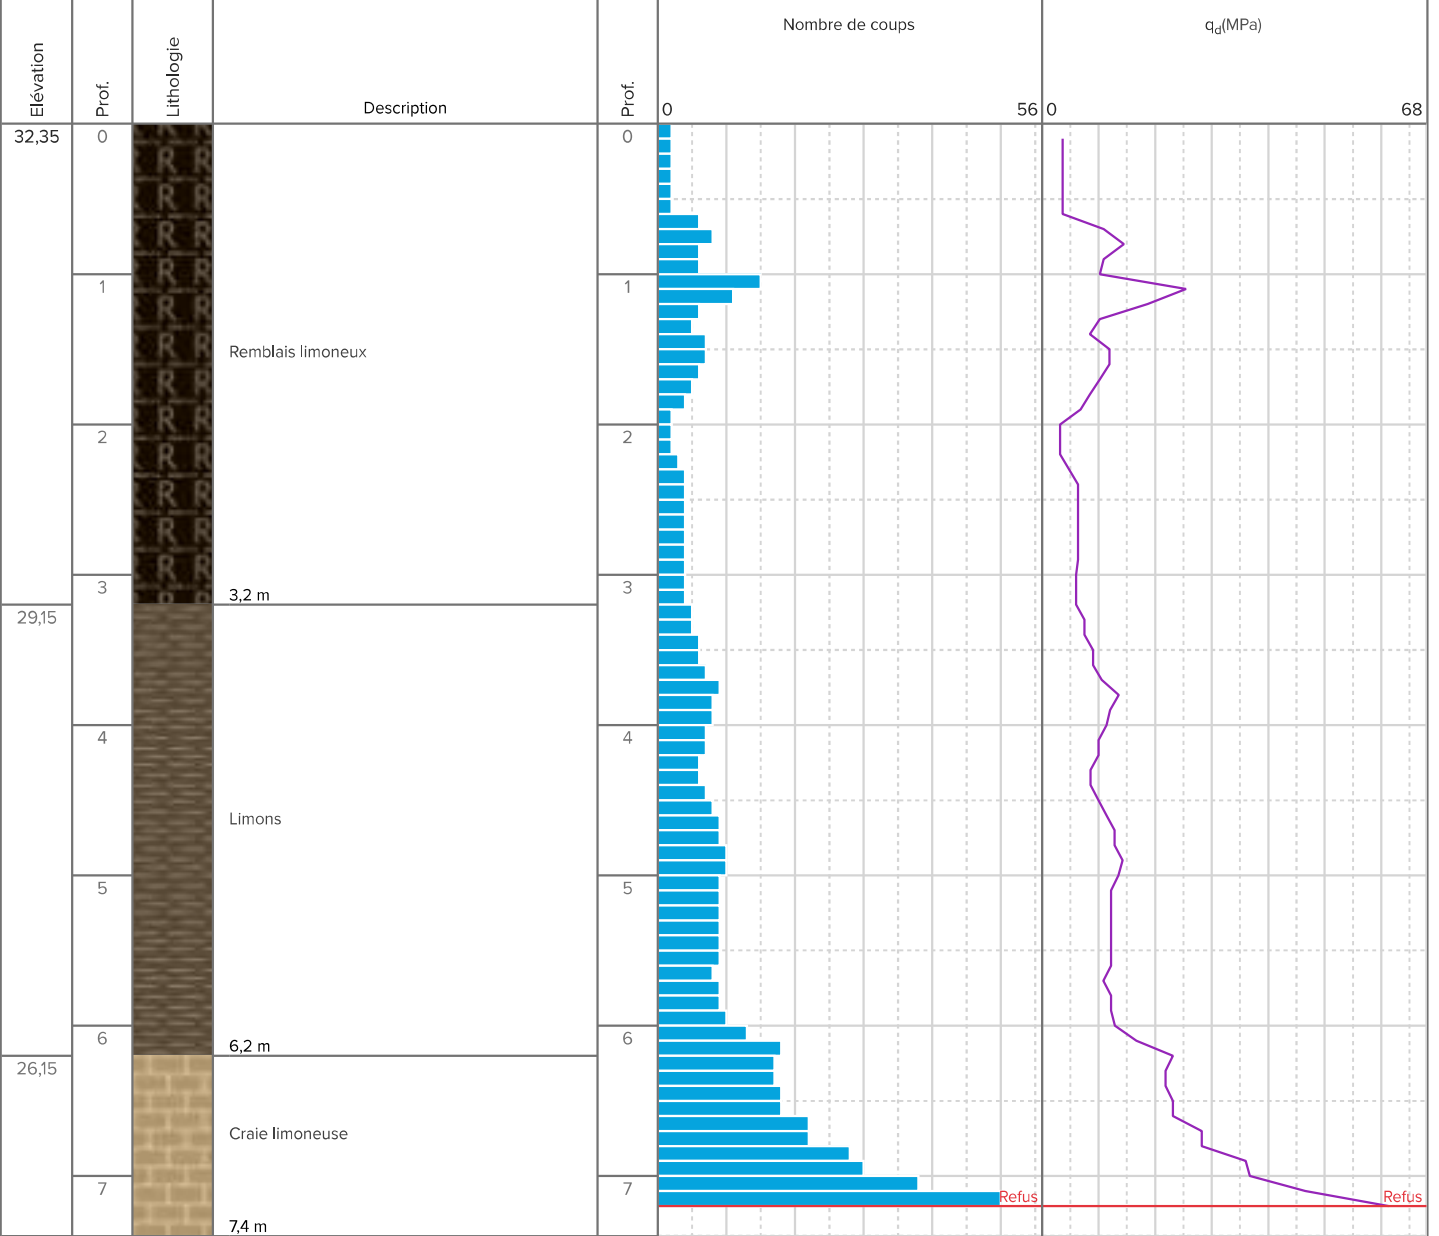 Elévation
Prof.
Lithologie
Description
Prof.
Nombre de coups
0 56
qd(MPa)
0 68
32,35
0
0
1
1
Remblais limoneux
2
2
3
3
3,2 m
29,15
4
4
Limons
5
5
6
6
6,2 m
26,15
Craie limoneuse
7
7
Refus
Refus
7,4 m
R R
R R
R R
R R
R R
R R
R R
R R
R R
R R
R R
R R